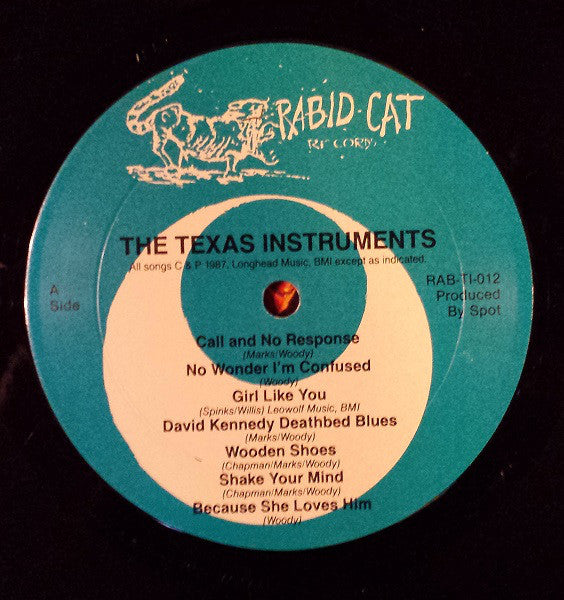 RABID·CAT
RECORDS
THE TEXAS INSTRUMENTS
All songs C & P 1987, Longhead Music, BMI except as indicated.
A
Side
RAB-TI-012
Produced
By Spot
Call and No Response
(Marks/Woody)
No Wonder I'm Confused
(Woody)
Girl Like You
(Spinks/Willis) Leowolf Music, BMI
David Kennedy Deathbed Blues
(Marks/Woody)
Wooden Shoes
(Chapman/Marks/Woody)
Shake Your Mind
(Chapman/Marks/Woody)
Because She Loves Him
(Woody)